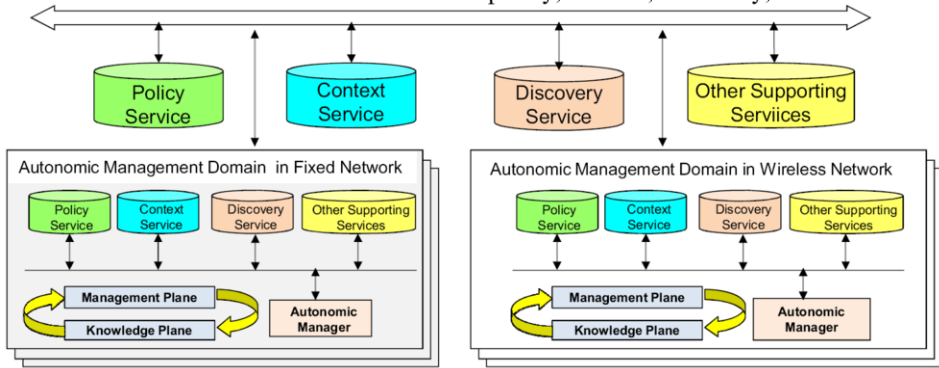 Policy
Service
Context
Service
Discovery
Service
Other Supporting
Serviices
Autonomic Management Domain in Fixed Network
Policy
Service
Context
Service
Discovery
Service
Other Supporting
Services
Management Plane
Knowledge Plane
Autonomic
Manager
Autonomic Management Domain in Wireless Network
Policy
Service
Context
Service
Discovery
Service
Other Supporting
Services
Management Plane
Knowledge Plane
Autonomic
Manager